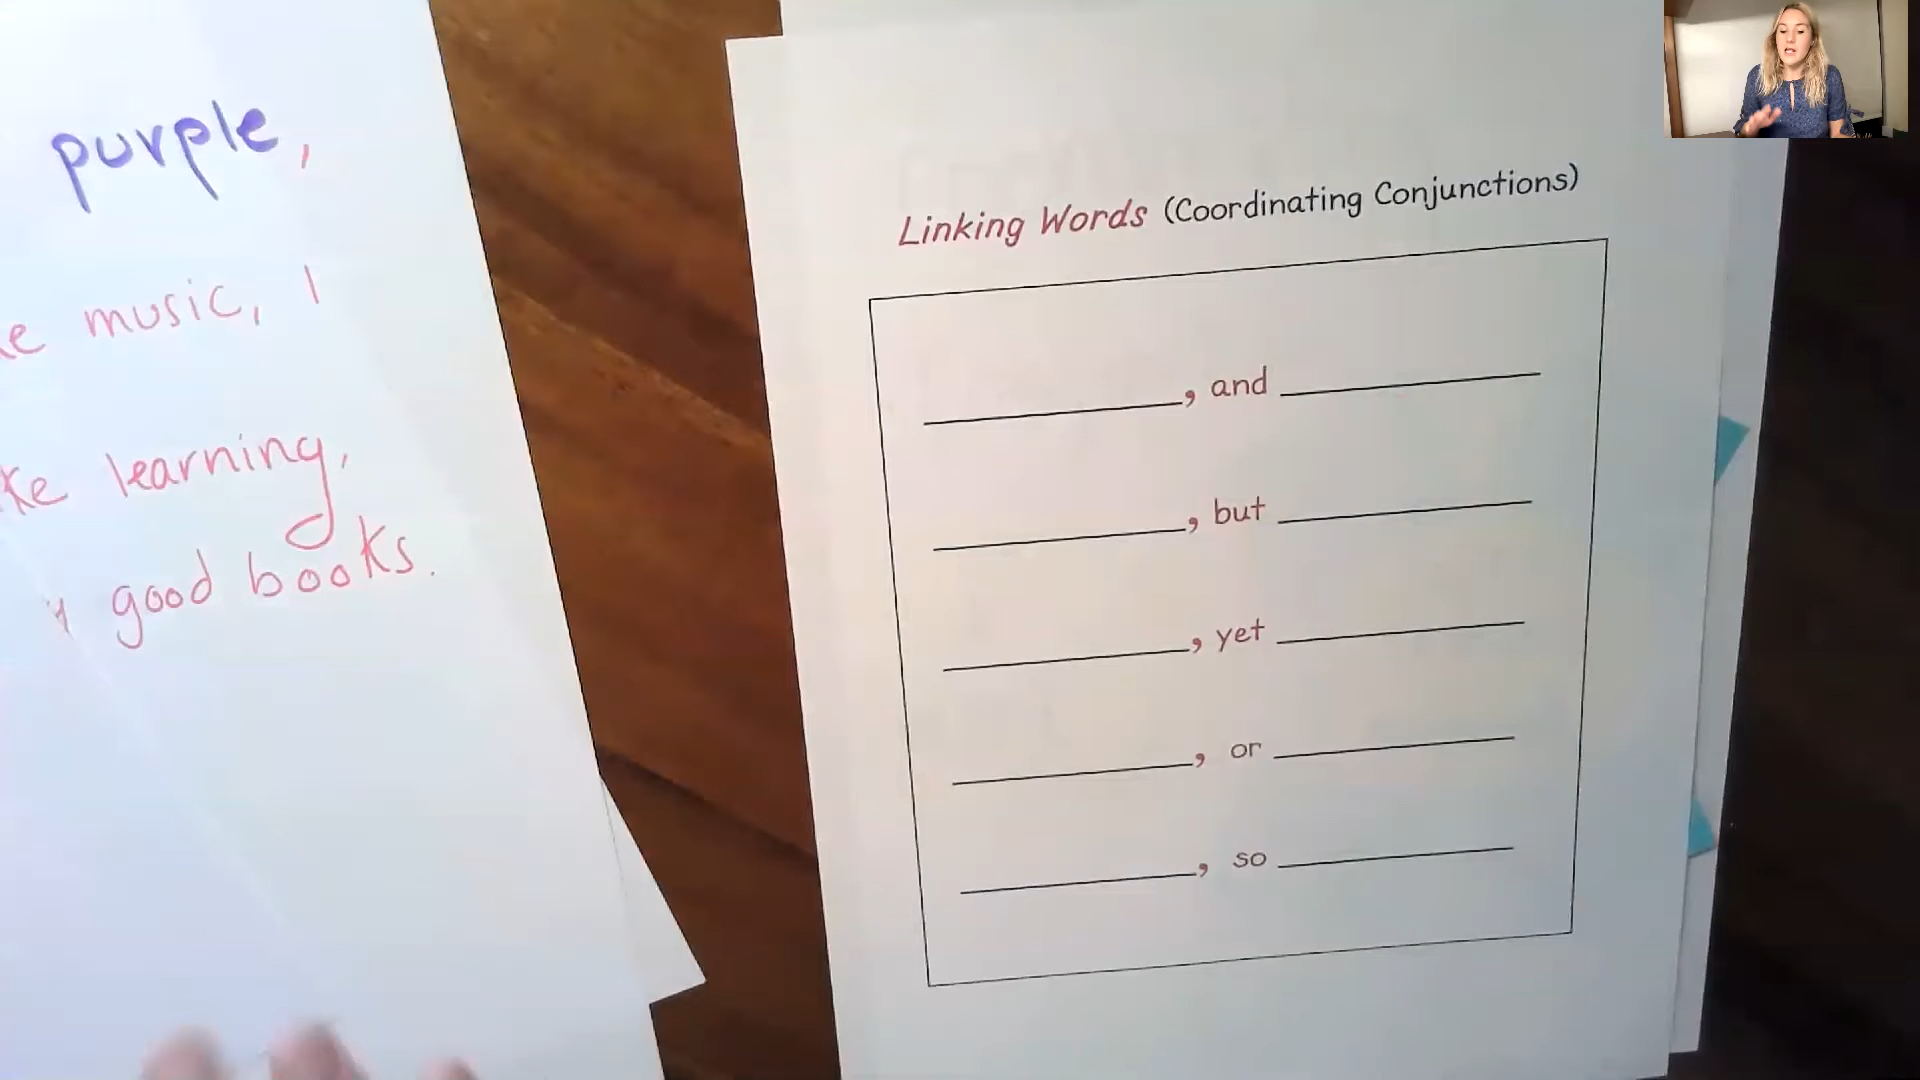 purple,
music, I
learning,
good books.
Linking Words (Coordinating Conjunctions)
, and
, but
, yet
, or
, so